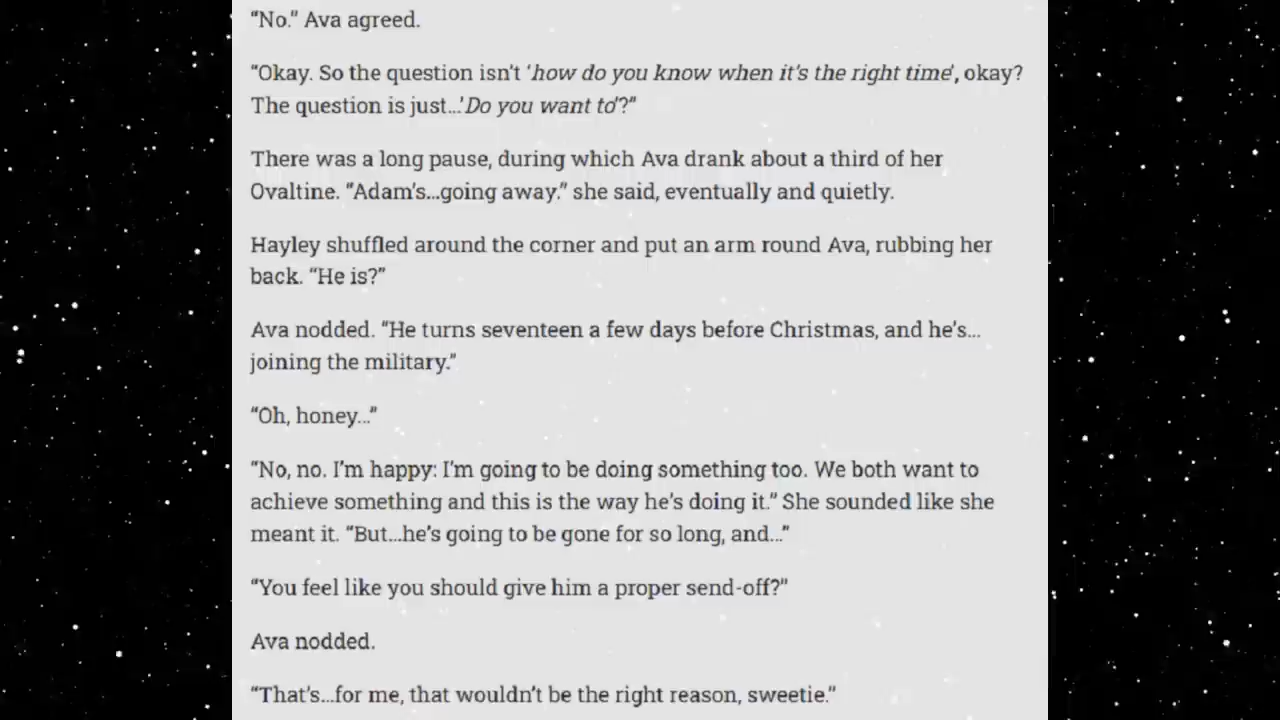 “No.” Ava agreed.
“Okay. So the question isn’t ‘how do you know when it’s the right time’, okay?
The question is just…’Do you want to’?”
There was a long pause, during which Ava drank about a third of her
Ovaltine. “Adam’s…going away.” she said, eventually and quietly.
Hayley shuffled around the corner and put an arm round Ava, rubbing her
back. “He is?”
Ava nodded. “He turns seventeen a few days before Christmas, and he’s…
joining the military.”
“Oh, honey…”
“No, no. I’m happy: I’m going to be doing something too. We both want to
achieve something and this is the way he’s doing it.” She sounded like she
meant it. “But…he’s going to be gone for so long, and…”
“You feel like you should give him a proper send-off?”
Ava nodded.
“That’s…for me, that wouldn’t be the right reason, sweetie.”